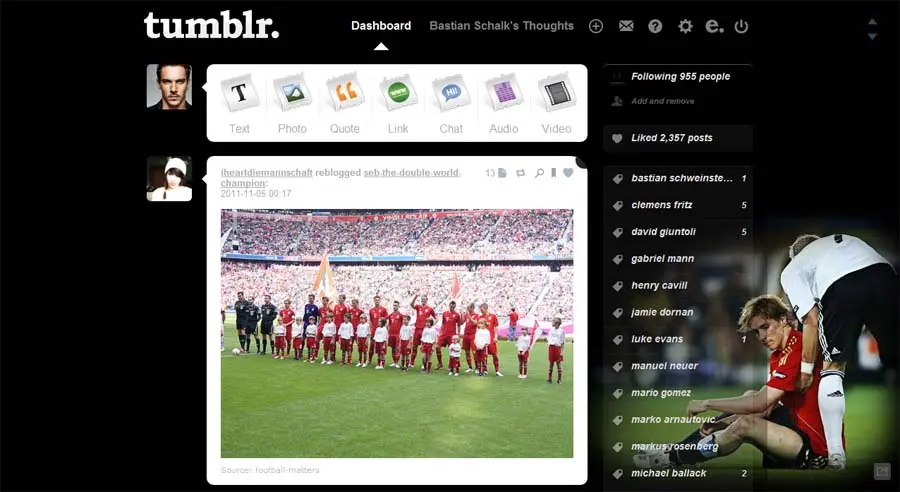 tumblr.
Dashboard
Bastian Schalk's Thoughts
T
Hi!
www
Text
Photo
Quote
Link
Chat
Audio
Video
Following 955 people
Add and remove
Liked 2,357 posts
iheartdiemannschaft reblogged seb-the-double-world-
champion:
2011-11-05 90:17
13
bastian schweinste... 1
clemens fritz 5
david giuntoli 5
gabriel mann
henry cavill
jamie dornan
luke evans 1
manuel neuer
mario gomez
marko arnautovic
markus rosenberg
michael ballack 2
Source: football-matters